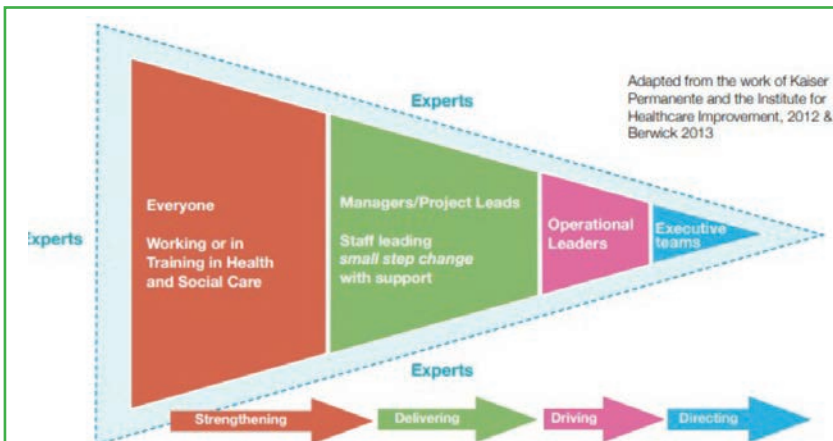 Experts
Adapted from the work of Kaiser
Permanente and the Institute for
Healthcare Improvement, 2012 &
Berwick 2013
Experts
Everyone
Working or in
Training in Health
and Social Care
Managers/Project Leads
Staff leading
small step change
with support
Operational
Leaders
Executive
teams
Experts
Strengthening
Delivering
Driving
Directing